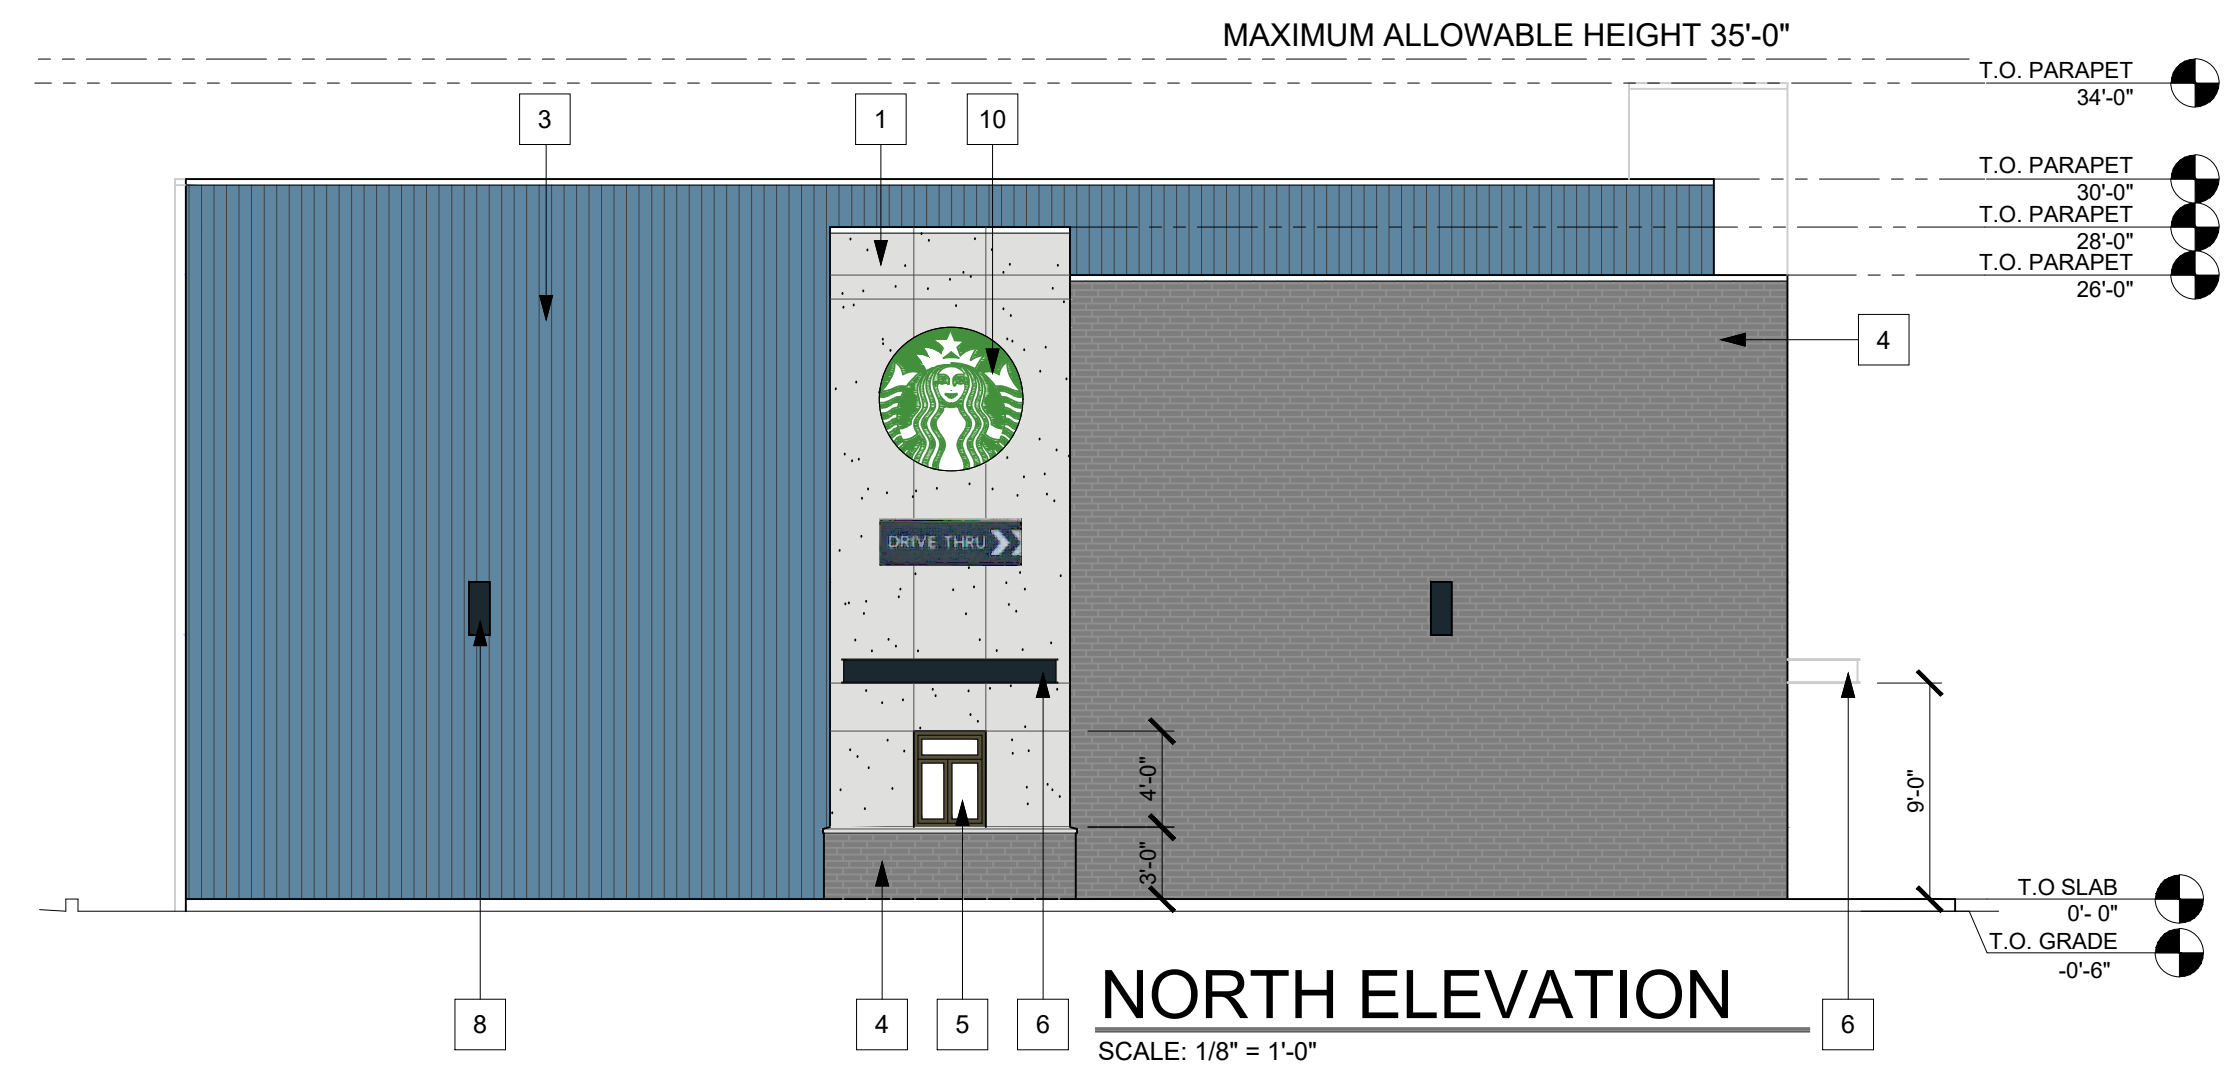 MAXIMUM ALLOWABLE HEIGHT 35'-0"
T.O. PARAPET
34'-0"
3
1
10
T.O. PARAPET
30'-0"
T.O. PARAPET
28'-0"
T.O. PARAPET
26'-0"
4
DRIVE THRU
4'-0"
9'-0"
3'-0"
T.O SLAB
0'- 0"
T.O. GRADE
-0'-6"
8
4
5
6
NORTH ELEVATION
6
SCALE: 1/8" = 1'-0"